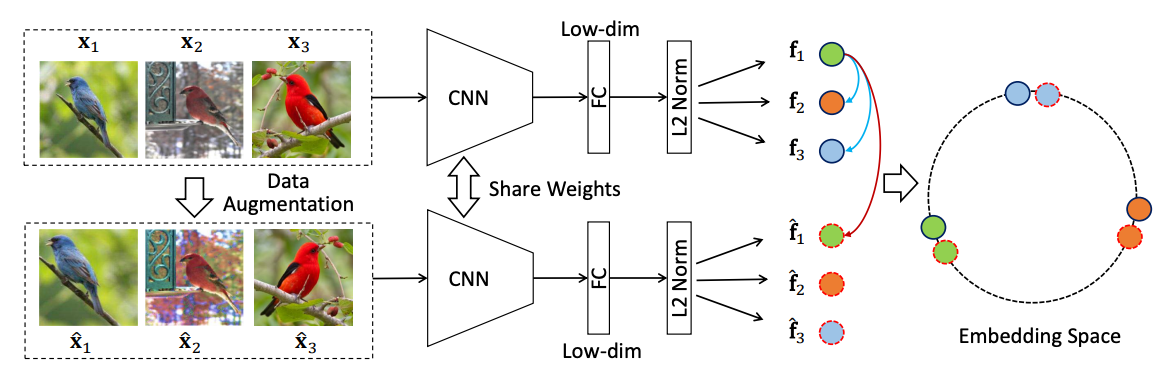 x₁ x₂ x₃
Low-dim
CNN
FC
L2 Norm
f₁
f₂
f₃
Data
Augmentation
Share Weights
CNN
FC
L2 Norm
f̂₁
f̂₂
f̂₃
x̂₁ x̂₂ x̂₃
Low-dim
Embedding Space